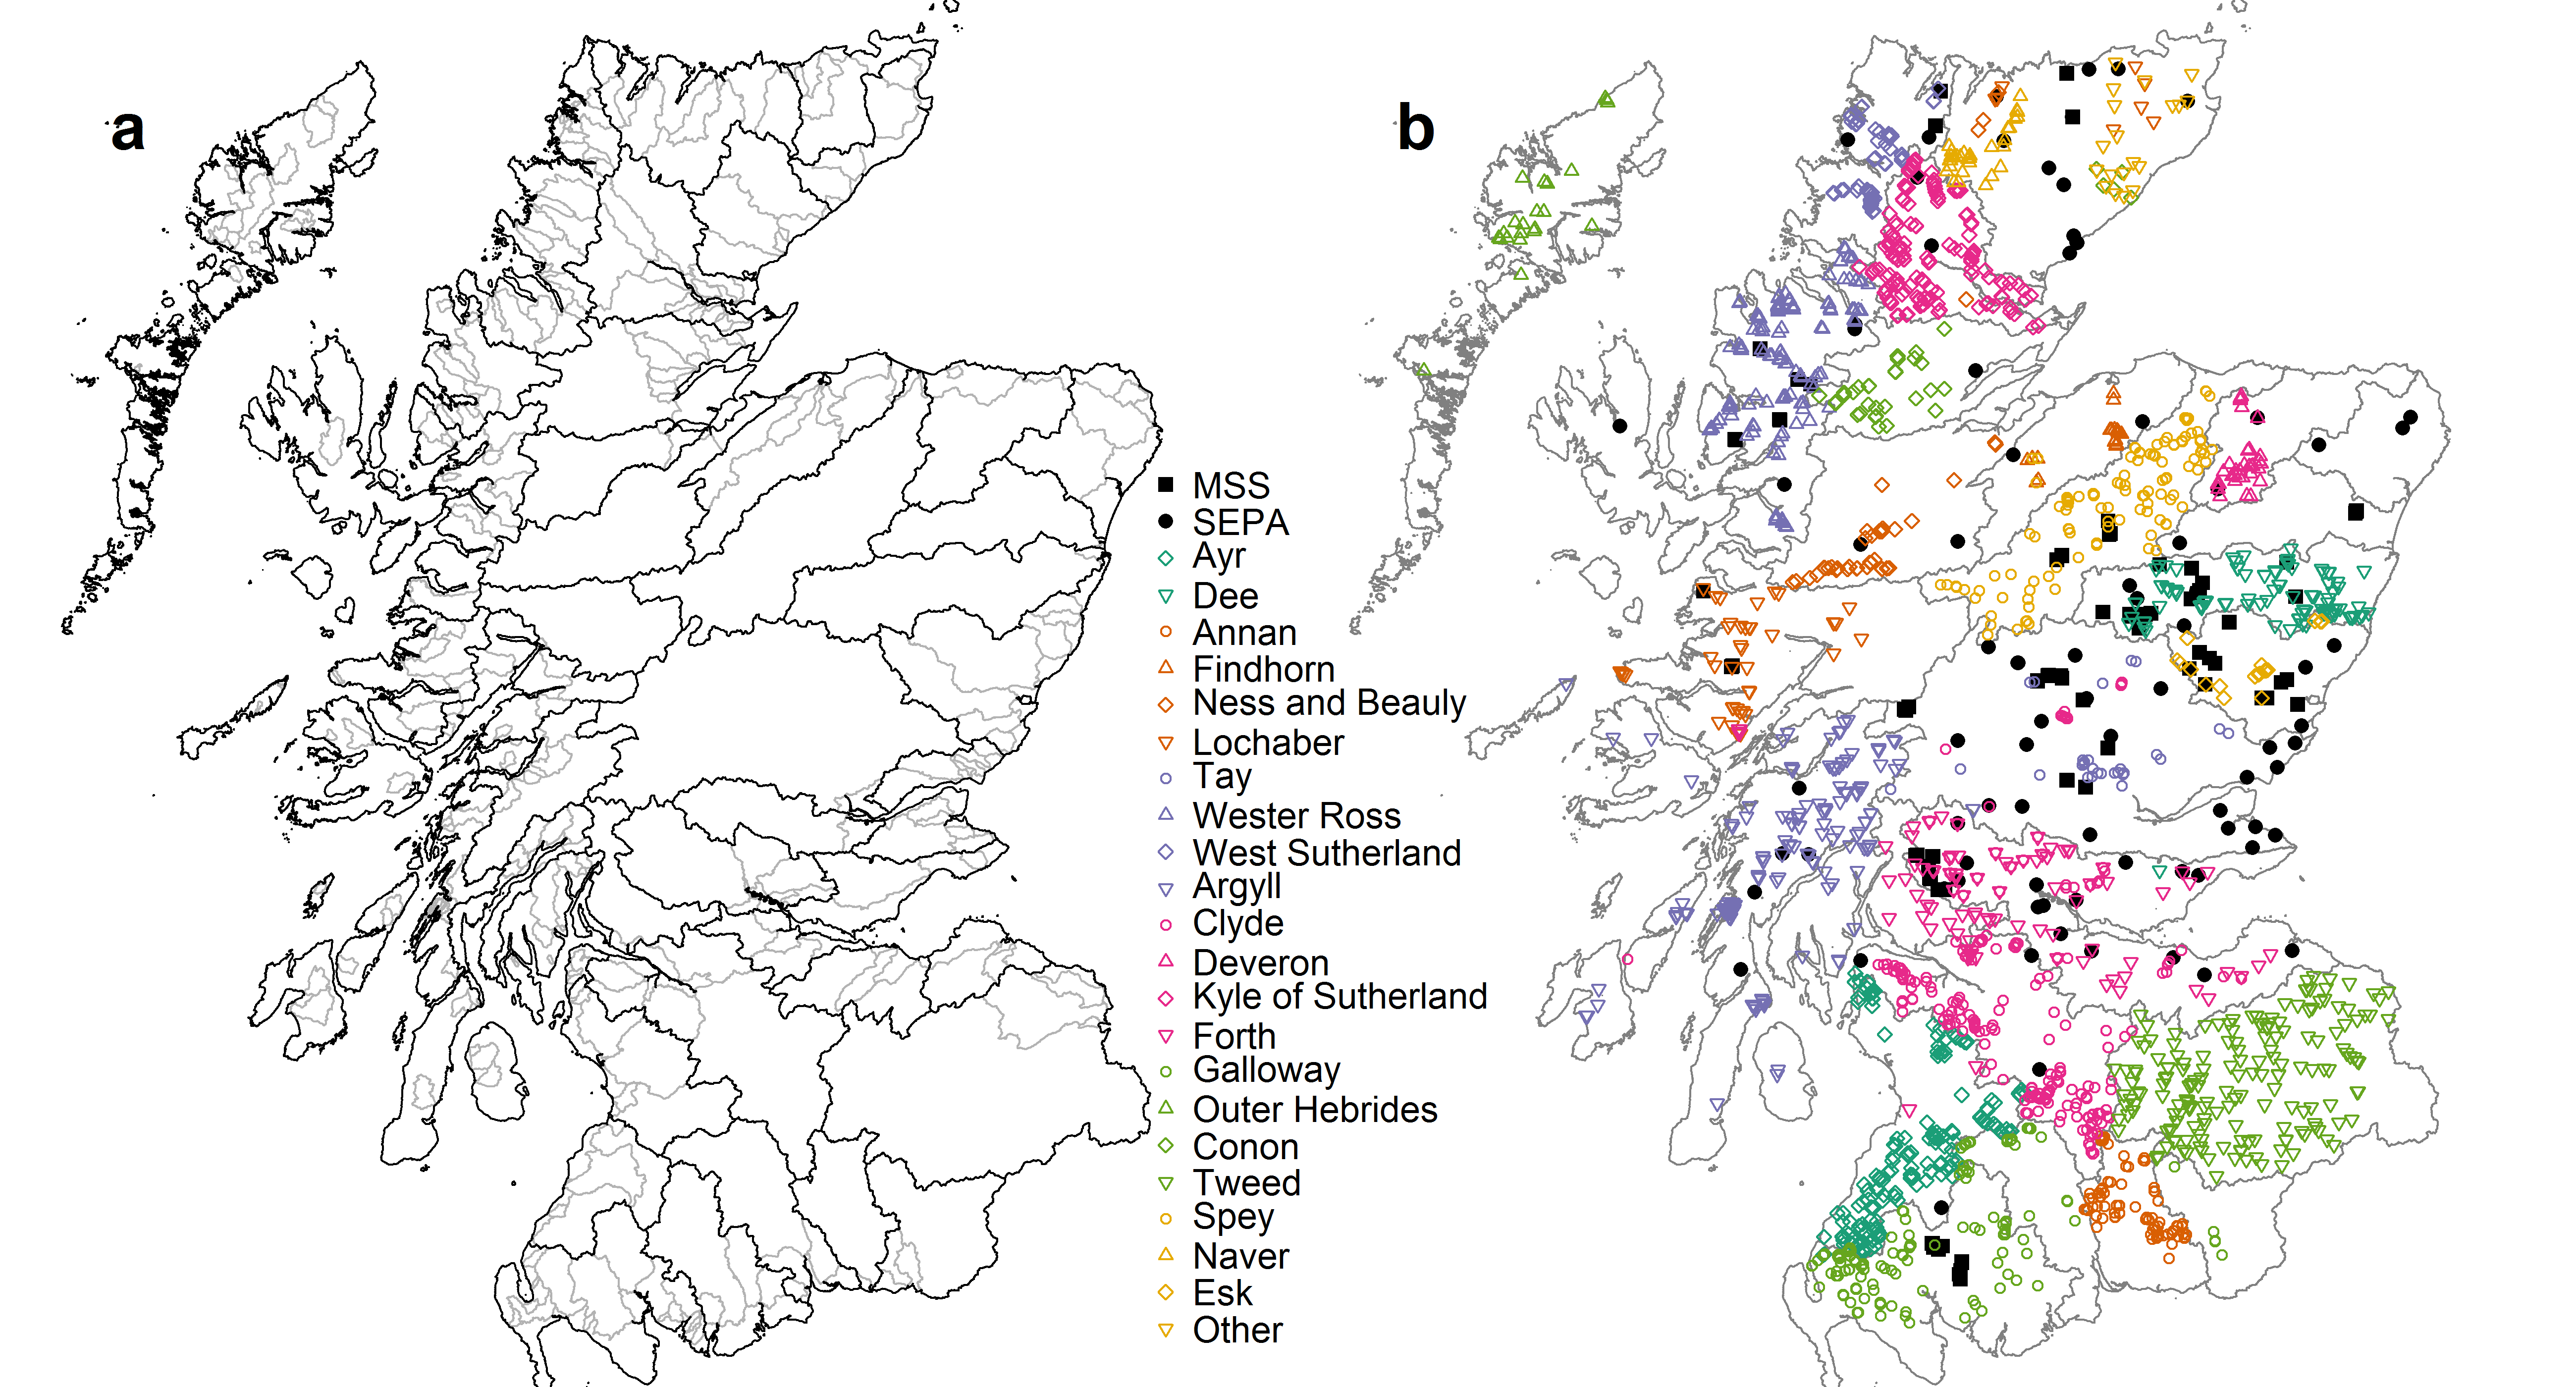 a
b
MSS
SEPA
Ayr
Dee
Annan
Findhorn
Ness and Beauly
Lochaber
Tay
Wester Ross
West Sutherland
Argyll
Clyde
Deveron
Kyle of Sutherland
Forth
Galloway
Outer Hebrides
Conon
Tweed
Spey
Naver
Esk
Other